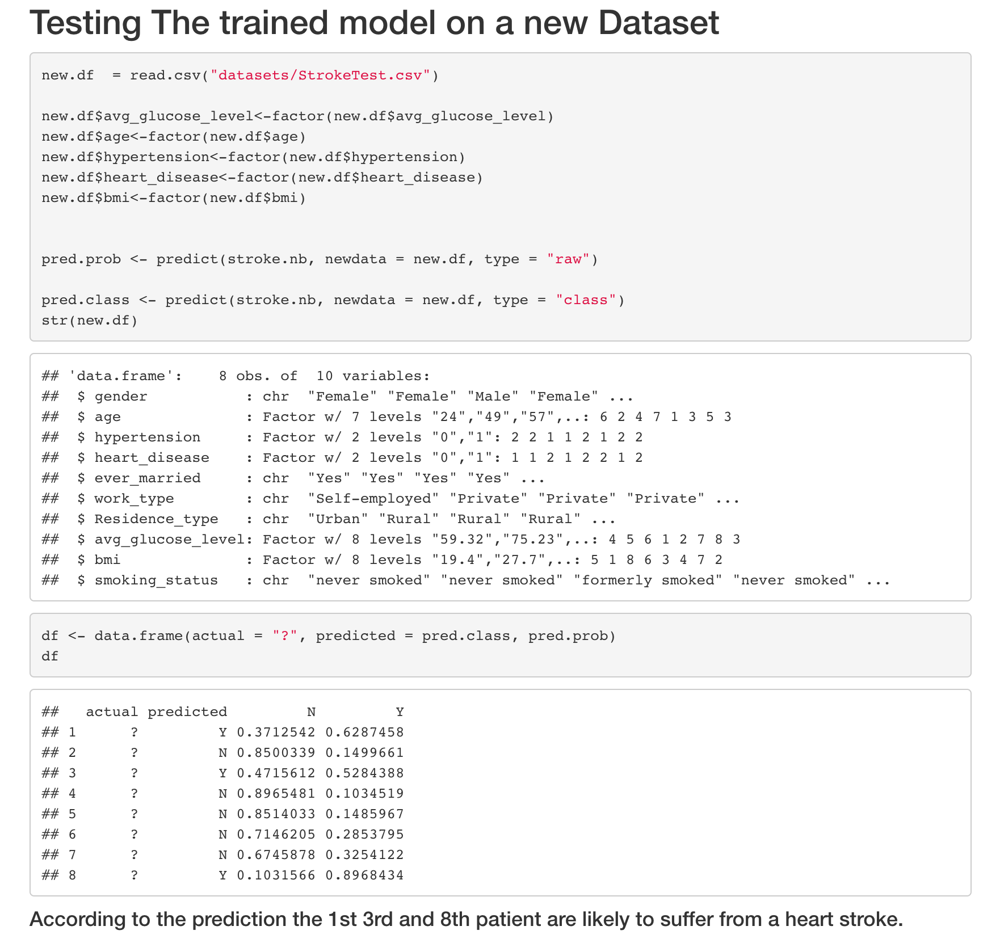 Testing The trained model on a new Dataset
new.df  = read.csv("datasets/StrokeTest.csv")
new.df$avg_glucose_level<-factor(new.df$avg_glucose_level)
new.df$age<-factor(new.df$age)
new.df$hypertension<-factor(new.df$hypertension)
new.df$heart_disease<-factor(new.df$heart_disease)
new.df$bmi<-factor(new.df$bmi)
pred.prob <- predict(stroke.nb, newdata = new.df, type = "raw")
pred.class <- predict(stroke.nb, newdata = new.df, type = "class")
str(new.df)
## 'data.frame':    8 obs. of  10 variables:
##  $ gender           : chr  "Female" "Female" "Male" "Female" ...
##  $ age              : Factor w/ 7 levels "24","49","57",..: 6 2 4 7 1 3 5 3
##  $ hypertension     : Factor w/ 2 levels "0","1": 2 2 1 1 2 1 2 2
##  $ heart_disease    : Factor w/ 2 levels "0","1": 1 1 2 1 2 2 1 2
##  $ ever_married     : chr  "Yes" "Yes" "Yes" "Yes" ...
##  $ work_type        : chr  "Self-employed" "Private" "Private" "Private" ...
##  $ Residence_type   : chr  "Urban" "Rural" "Rural" "Rural" ...
##  $ avg_glucose_level: Factor w/ 8 levels "59.32","75.23",..: 4 5 6 1 2 7 8 3
##  $ bmi              : Factor w/ 8 levels "19.4","27.7",..: 5 1 8 6 3 4 7 2
##  $ smoking_status   : chr  "never smoked" "never smoked" "formerly smoked" "never smoked" ...
df <- data.frame(actual = "?", predicted = pred.class, pred.prob)
df
##   actual predicted         N         Y
## 1      ?         Y 0.3712542 0.6287458
## 2      ?         N 0.8500339 0.1499661
## 3      ?         Y 0.4715612 0.5284388
## 4      ?         N 0.8965481 0.1034519
## 5      ?         N 0.8514033 0.1485967
## 6      ?         N 0.7146205 0.2853795
## 7      ?         N 0.6745878 0.3254122
## 8      ?         Y 0.1031566 0.8968434
According to the prediction the 1st 3rd and 8th patient are likely to suffer from a heart stroke.